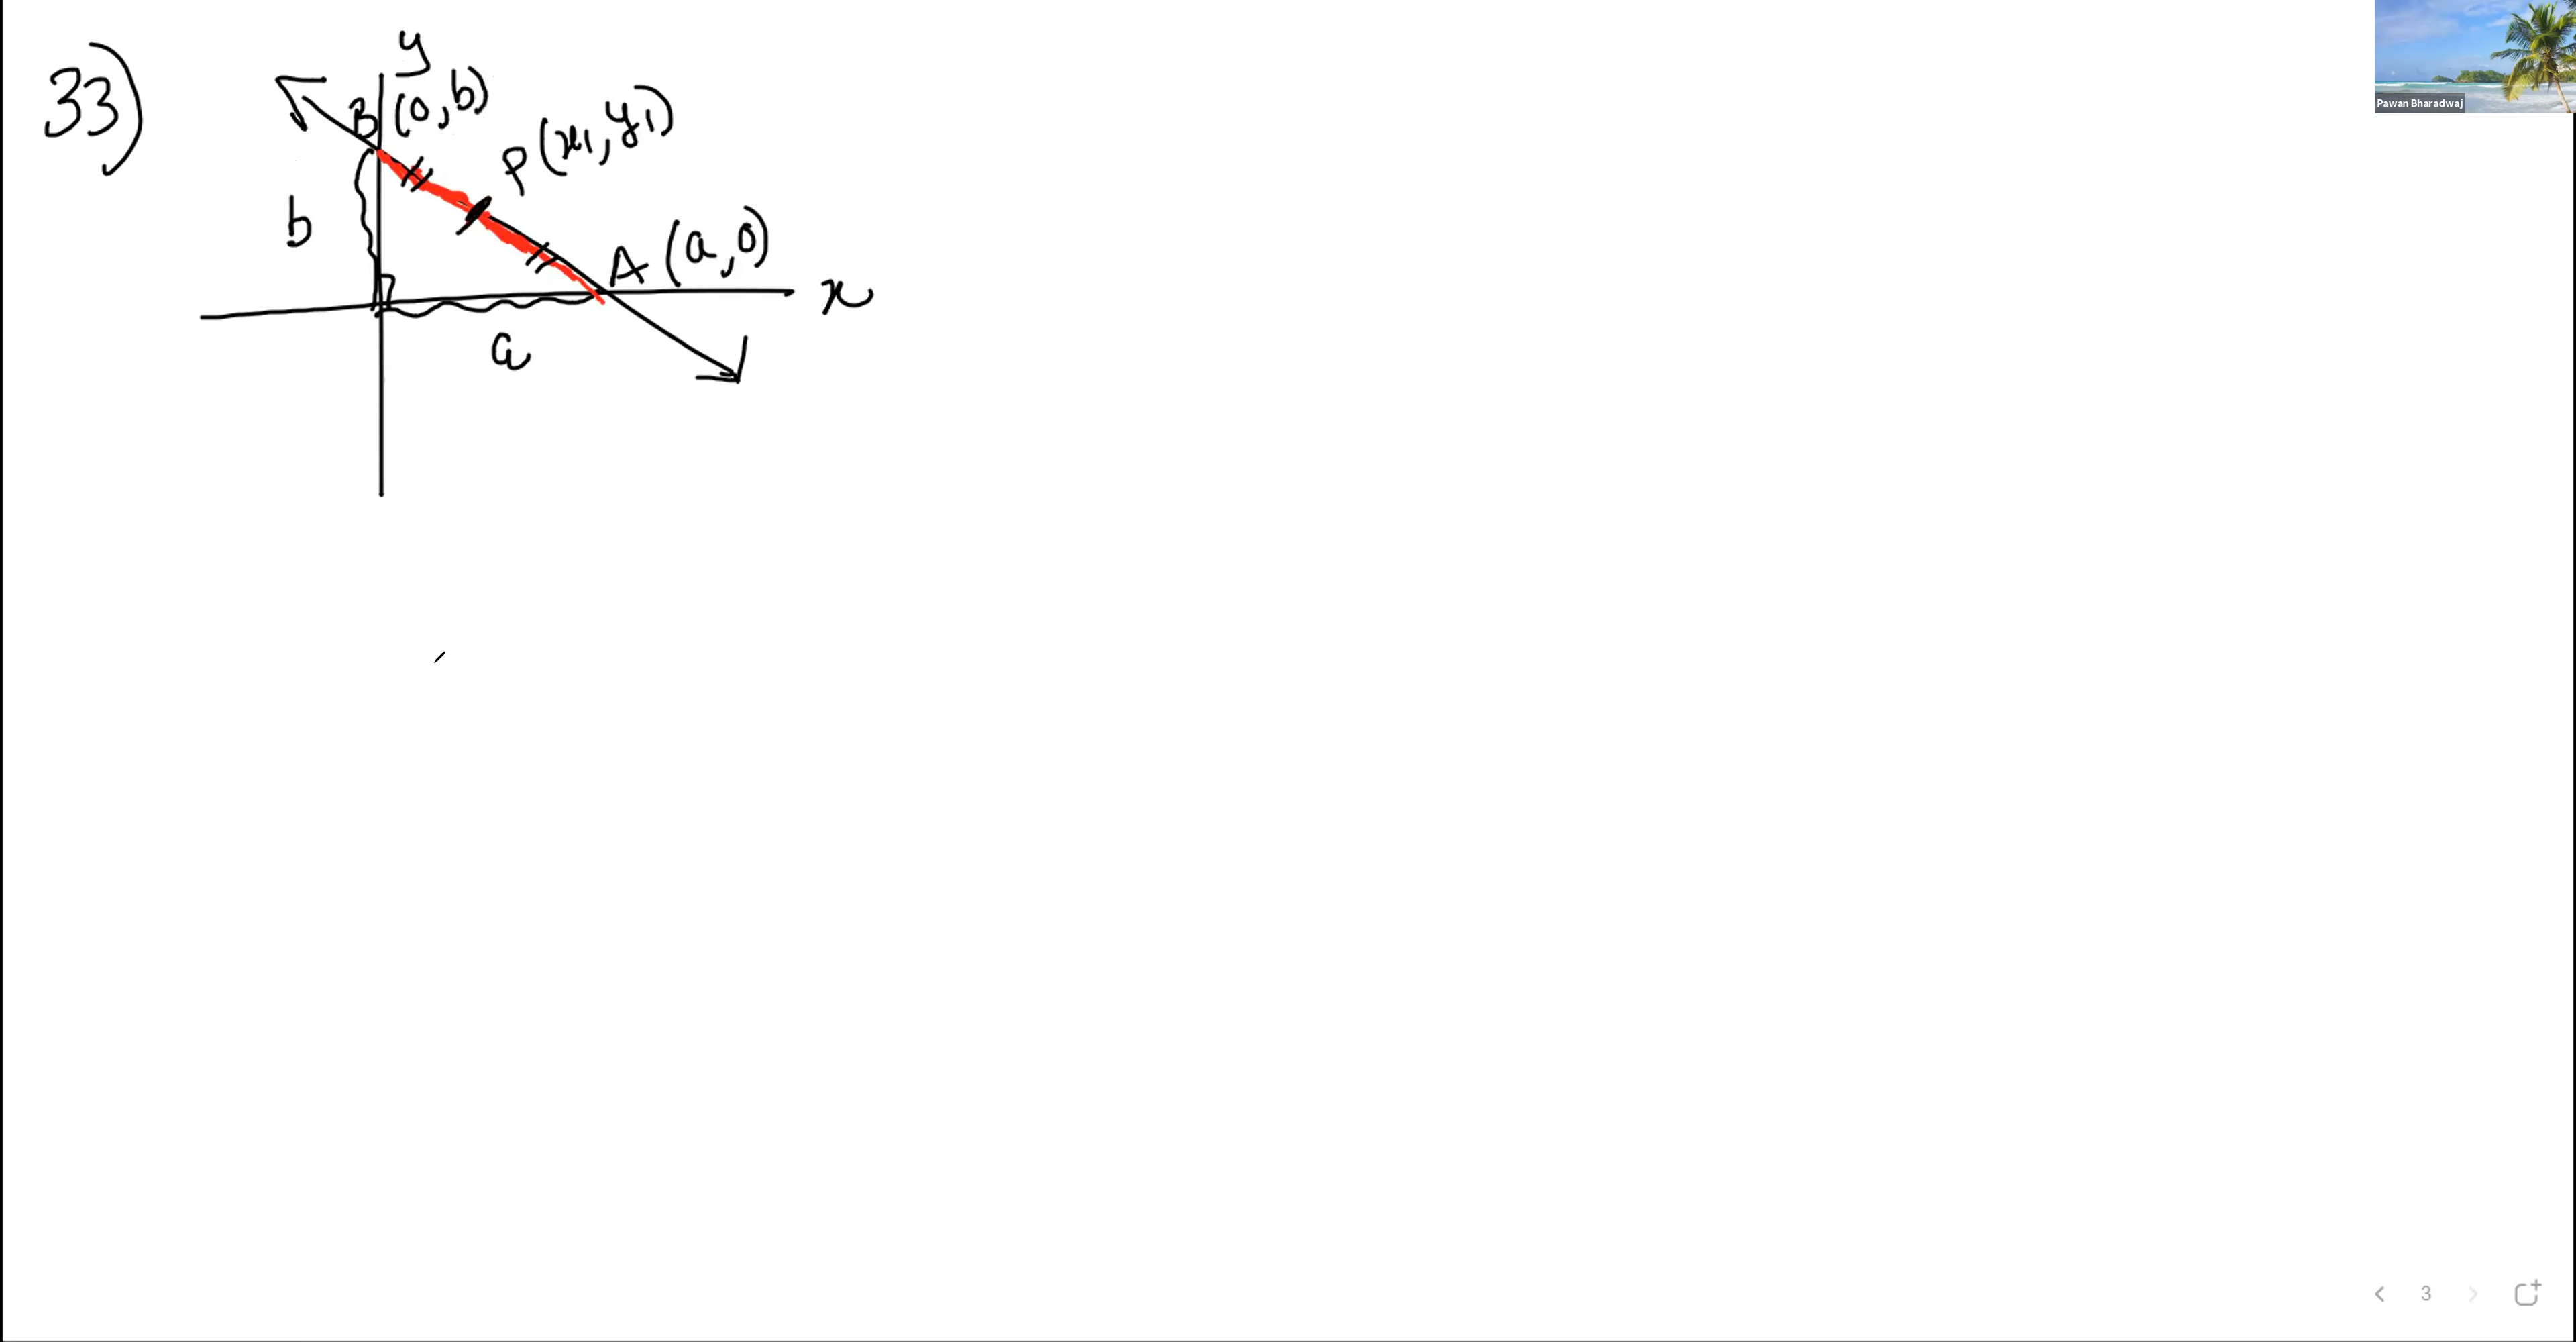 33)
y
B (0,b)
P(x1,y1)
b
A (a,0)
x
a
Pawan Bharadwaj
3